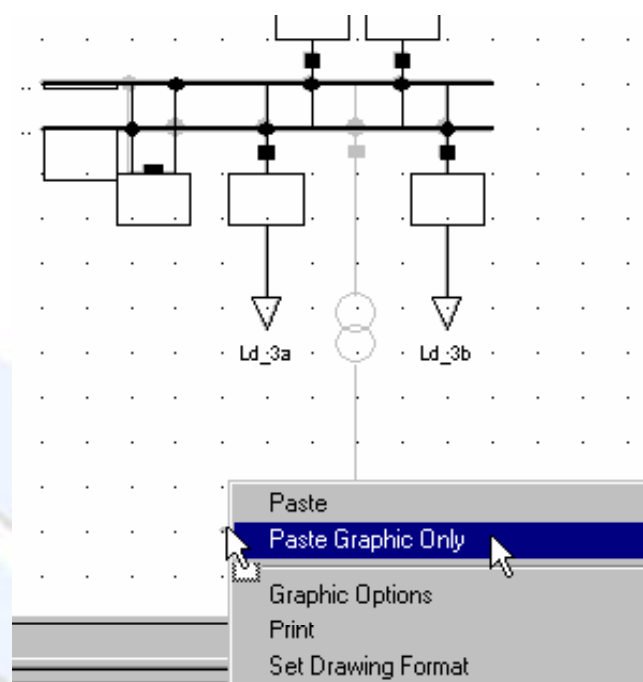 Ld_3a
Ld_3b
Paste
Paste Graphic Only
Graphic Options
Print
Set Drawing Format